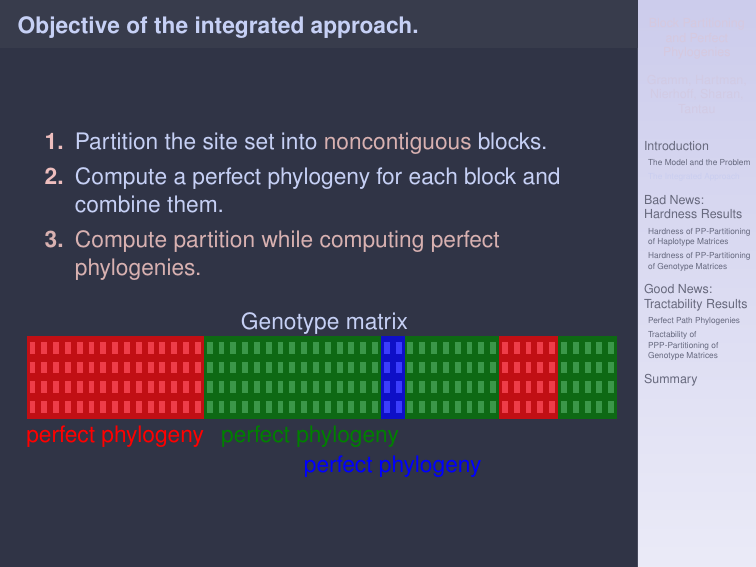 Objective of the integrated approach.
1. Partition the site set into noncontiguous blocks.
2. Compute a perfect phylogeny for each block and
combine them.
3. Compute partition while computing perfect
phylogenies.
Genotype matrix
perfect phylogeny perfect phylogeny
perfect phylogeny
Introduction
The Model and the Problem
Bad News:
Hardness Results
Hardness of PP-Partitioning
of Haplotype Matrices
Hardness of PP-Partitioning
of Genotype Matrices
Good News:
Tractability Results
Perfect Path Phylogenies
Tractability of
PPP-Partitioning of
Genotype Matrices
Summary